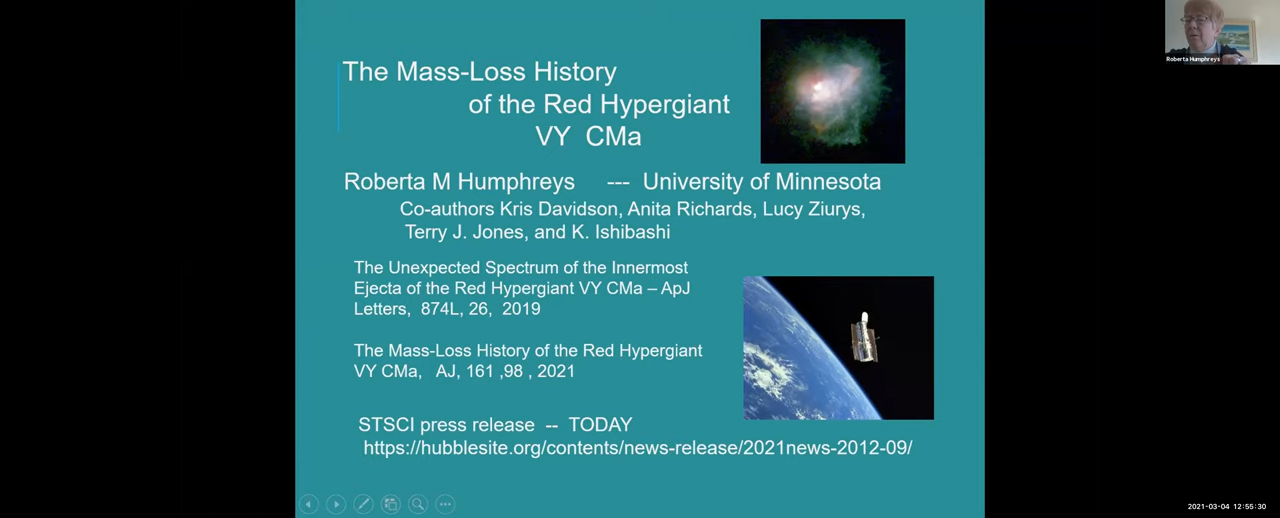 The Mass-Loss History
of the Red Hypergiant
VY CMa
Roberta M Humphreys --- University of Minnesota
Co-authors Kris Davidson, Anita Richards, Lucy Ziurys,
Terry J. Jones, and K. Ishibashi
The Unexpected Spectrum of the Innermost
Ejecta of the Red Hypergiant VY CMa – ApJ
Letters, 874L, 26, 2019
The Mass-Loss History of the Red Hypergiant
VY CMa, AJ, 161 ,98 , 2021
STSCI press release -- TODAY
https://hubblesite.org/contents/news-release/2021news-2012-09/
Roberta Humphreys
2021-03-04 12:55:30